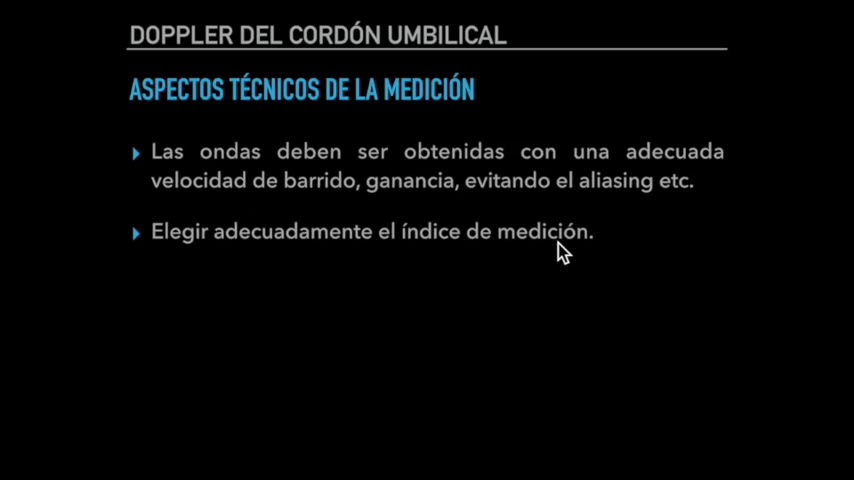 DOPPLER DEL CORDÓN UMBILICAL
ASPECTOS TÉCNICOS DE LA MEDICIÓN
Las ondas deben ser obtenidas con una adecuada
velocidad de barrido, ganancia, evitando el aliasing etc.
Elegir adecuadamente el índice de medición.